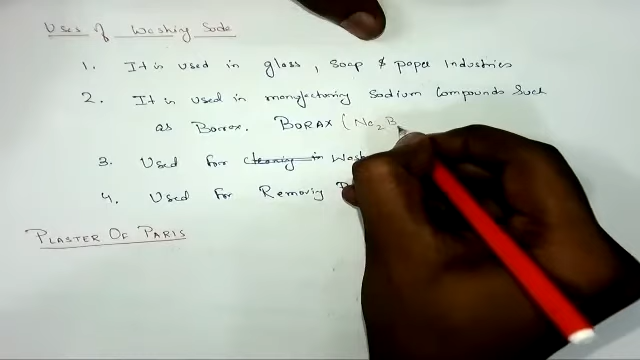 Uses of Washing Soda
1. It is used in glass, soap & paper Industries
2. It is used in manufacturing Sodium Compounds Such
as Borax. BORAX (Na2B
3. Used for cleaning in Wash
4. Used for Removing
PLASTER OF PARIS